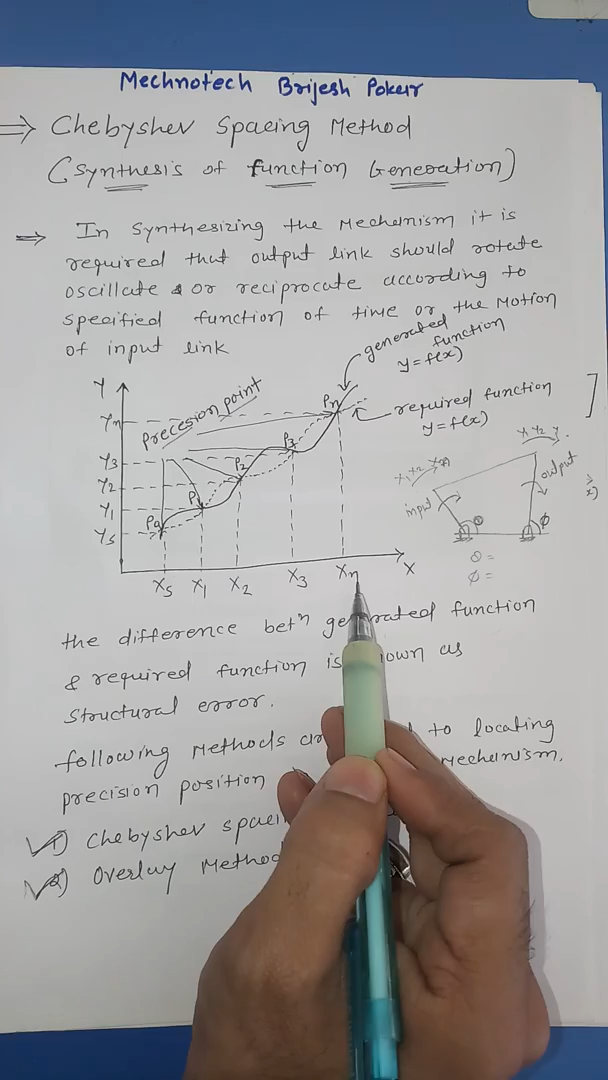 Mechnotech Brijesh Pokar
⇒ Chebyshev Spacing Method
(Synthesis of function Generation)
⇒ In Synthesizing the Mechanism it is
required that output link should rotate
oscillate or reciprocate according to
specified function of time or the Motion
of input link
generated
function
y=f(x)
required function
y=f(x)
Precesion point
Y
Yn
Y3
Y2
Y1
Ys
P1
P2
P3
Pn
Xs X1 X2 X3 Xn X
input
output
θ
φ
θ =
φ =
the difference betn generated function
& required function is known as
Structural error.
following Methods to locating
precision position Mechanism.
1) Chebyshev
2) Overlay Method